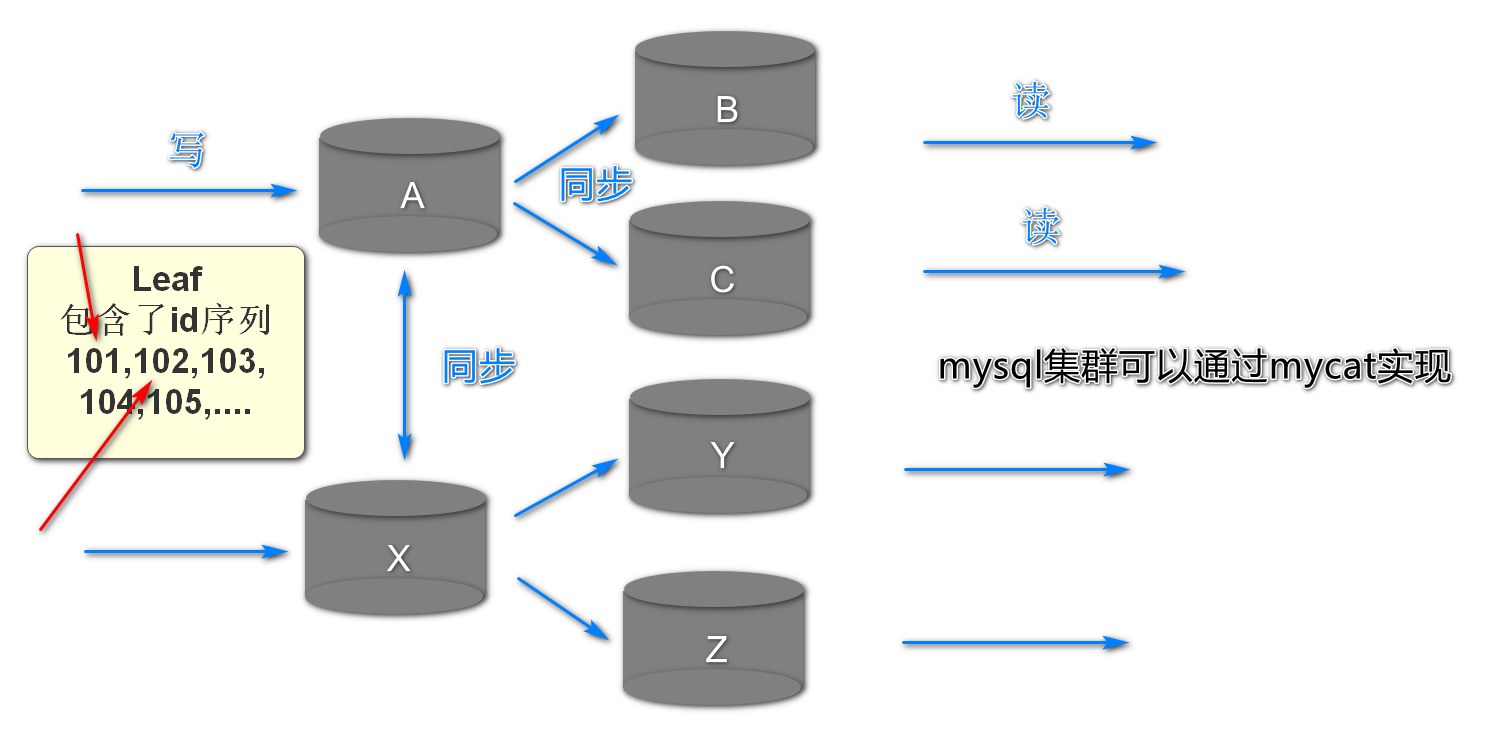 写
A
B
同步
C
读
读
Leaf
包含了id序列
101,102,103,
104,105,....
同步
mysql集群可以通过mycat实现
X
Y
Z